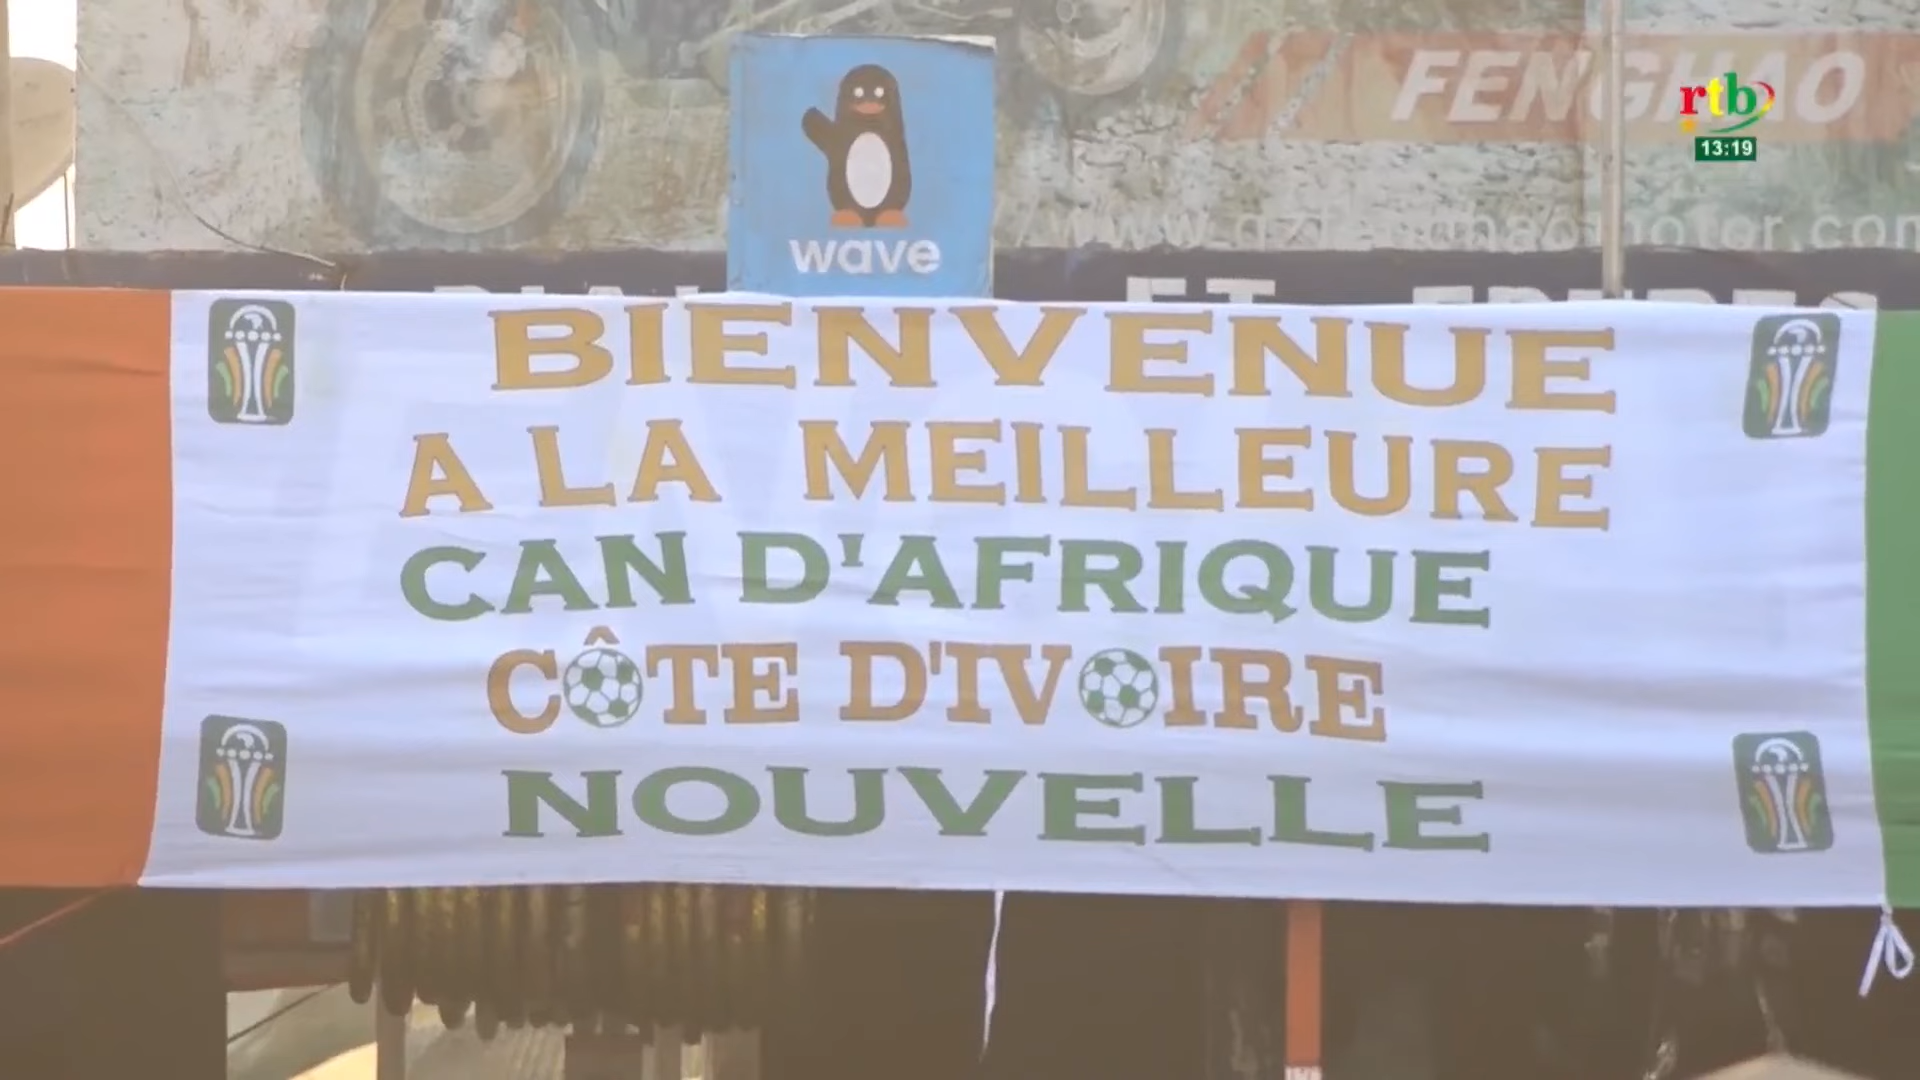 FENGHAO
rtb
13:19
wave
BIENVENUE
A LA MEILLEURE
CAN D'AFRIQUE
CÔTE D'IVOIRE
NOUVELLE